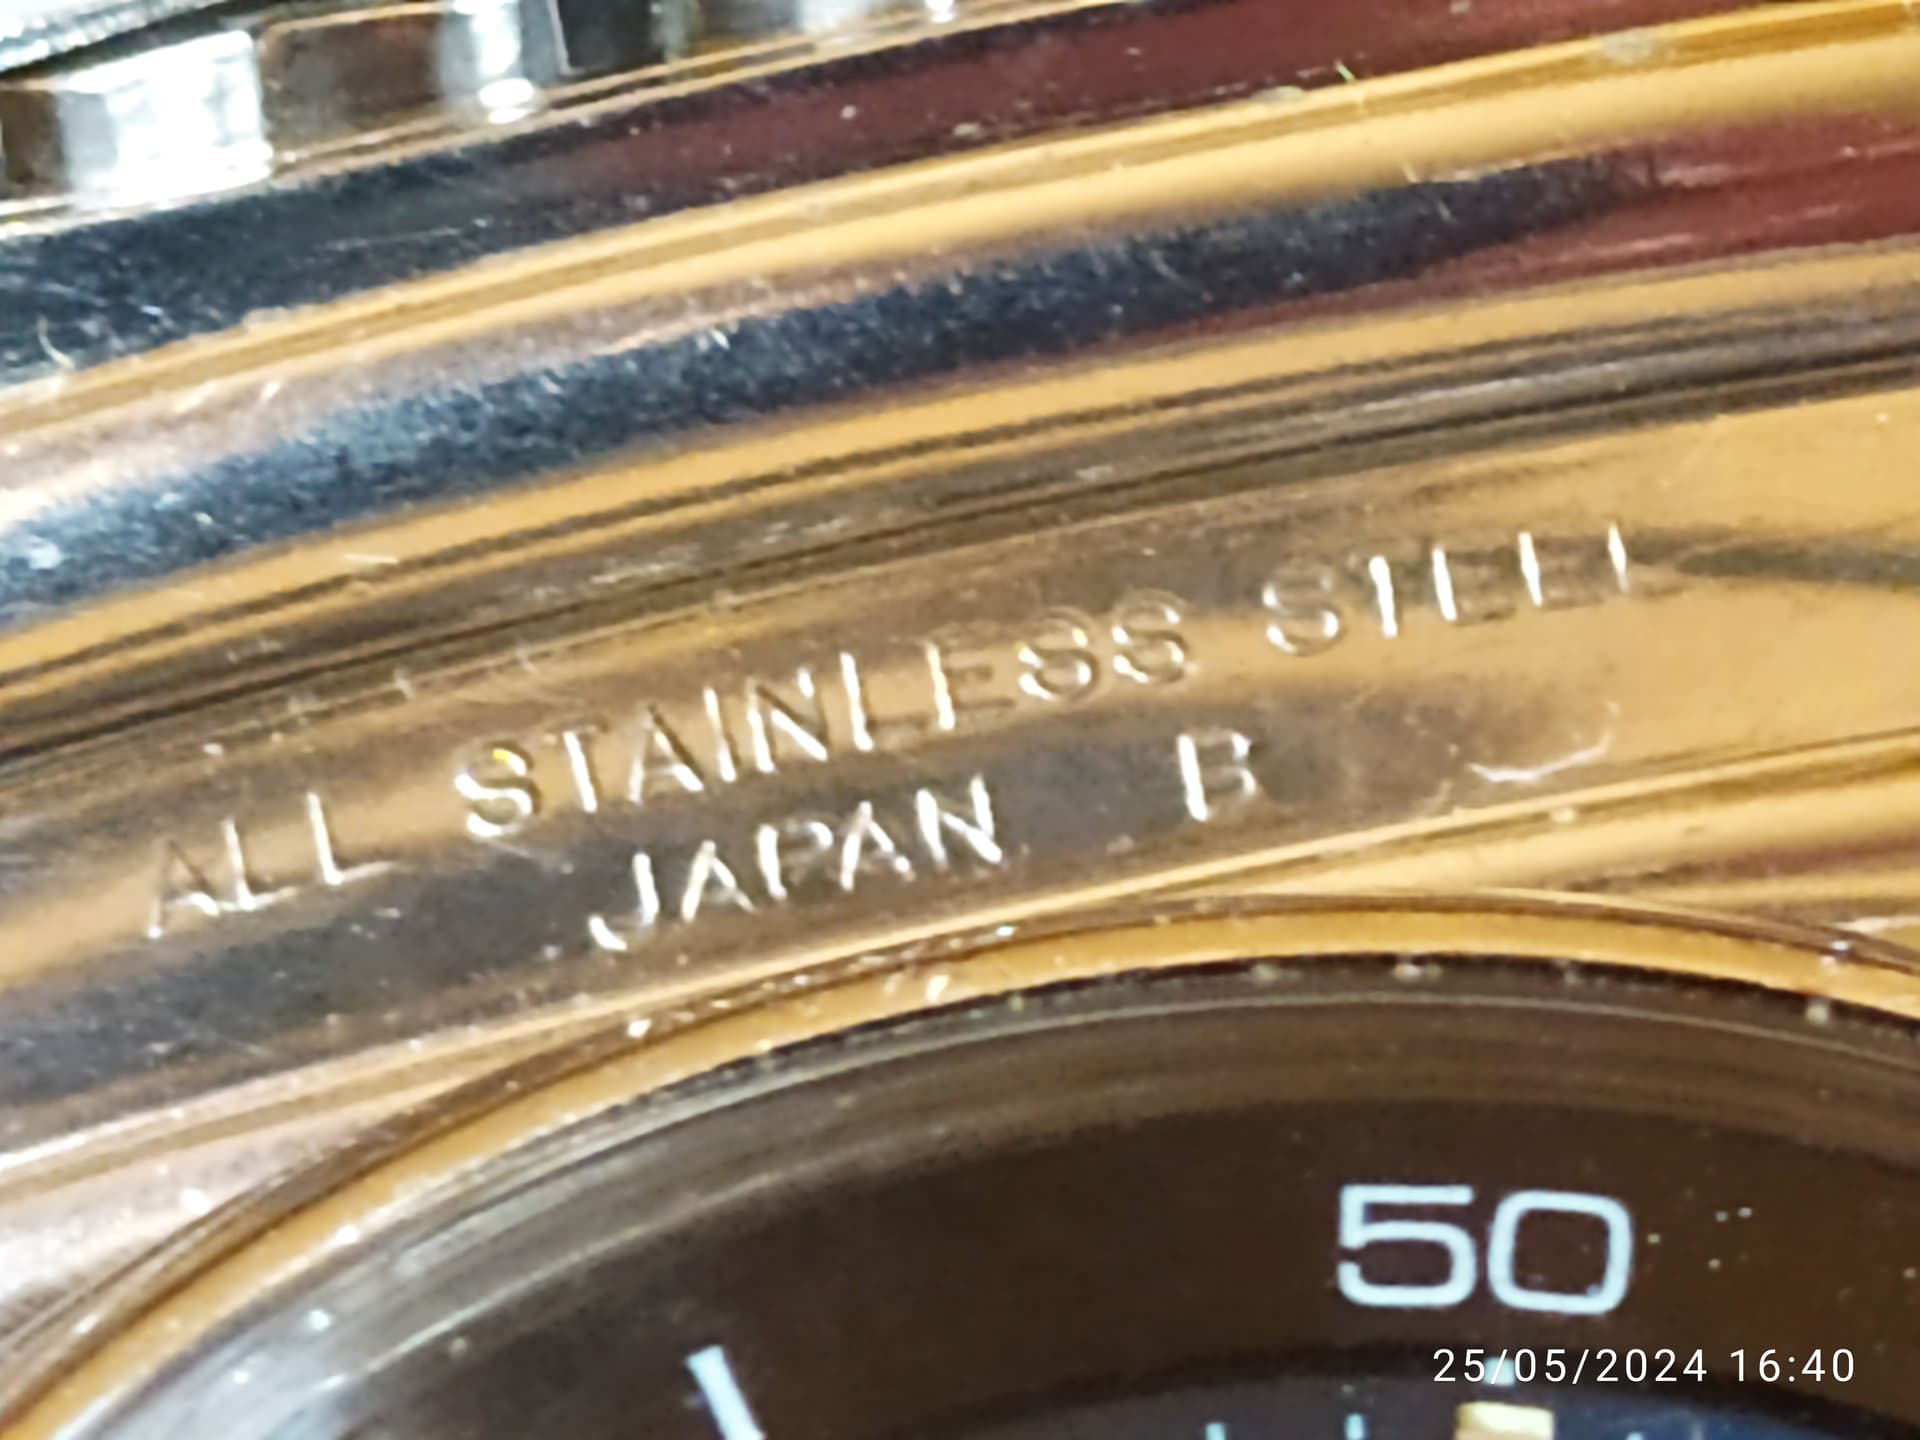 ALL STAINLESS STEEL
JAPAN B
50
25/05/2024 16:40